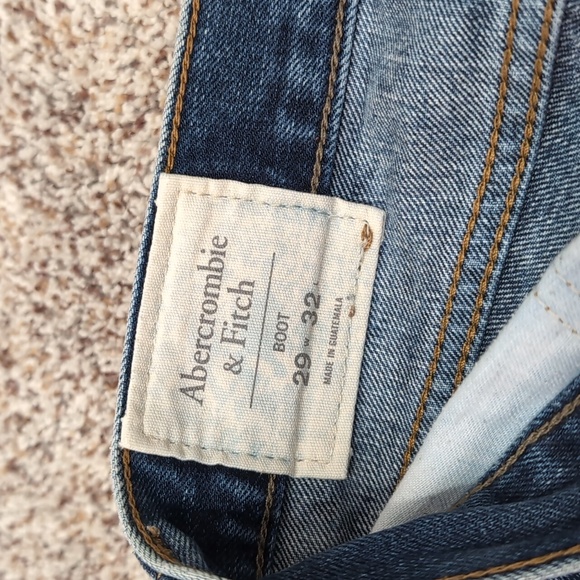 Abercrombie
& Fitch
BOOT
29 - 32
MADE IN GUATEMALA